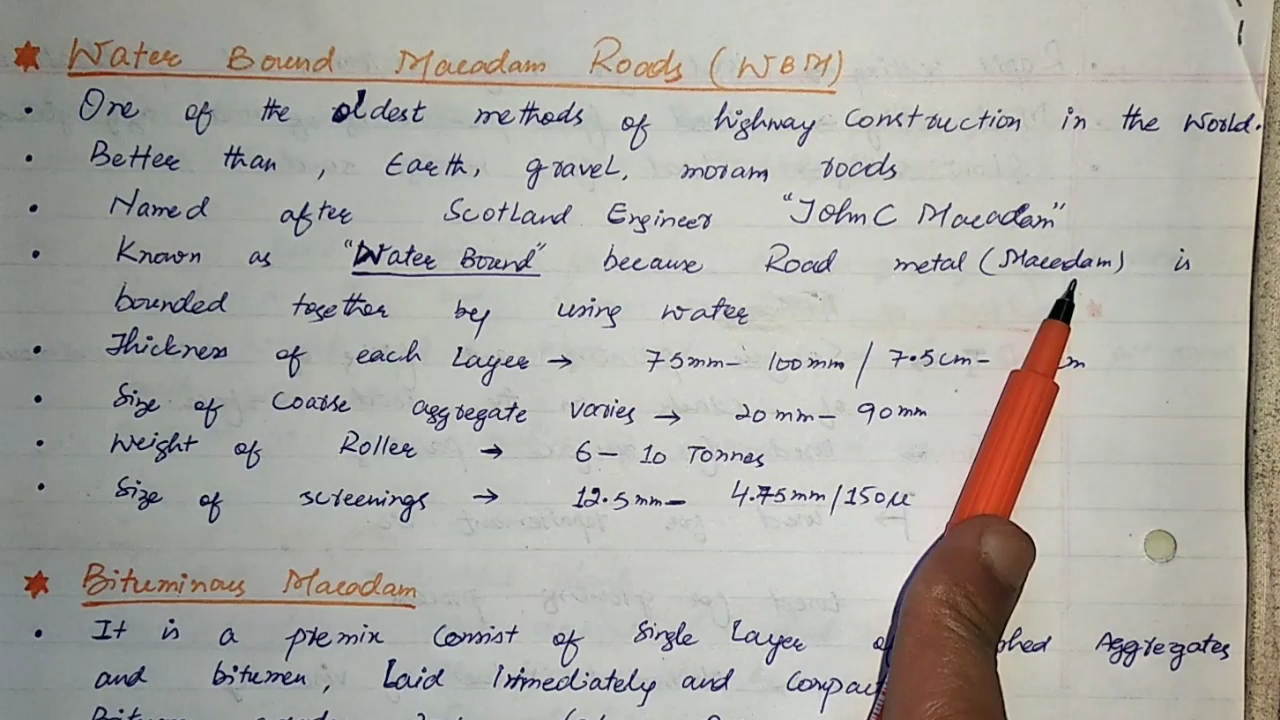 Water Bound Macadam Roads (WBM)
• One of the oldest methods of highway Construction in the World.
• Better than, Earth, gravel, moram roads
• Named after Scotland Engineer "John C Macadam"
• Known as "Water Bound" because Road metal (Macadam) is
bounded together by using water
• Thickness of each Layer → 75mm- 100mm / 7.5cm-
• Size of Coarse aggregate varies → 20mm- 90mm
• Weight of Roller → 6 - 10 Tonnes
• Size of screenings → 12.5mm- 4.75mm/150μ
Bituminous Macadam
• It is a premix Consist of Single Layer Aggregates
and bitumen, Laid Immediately and